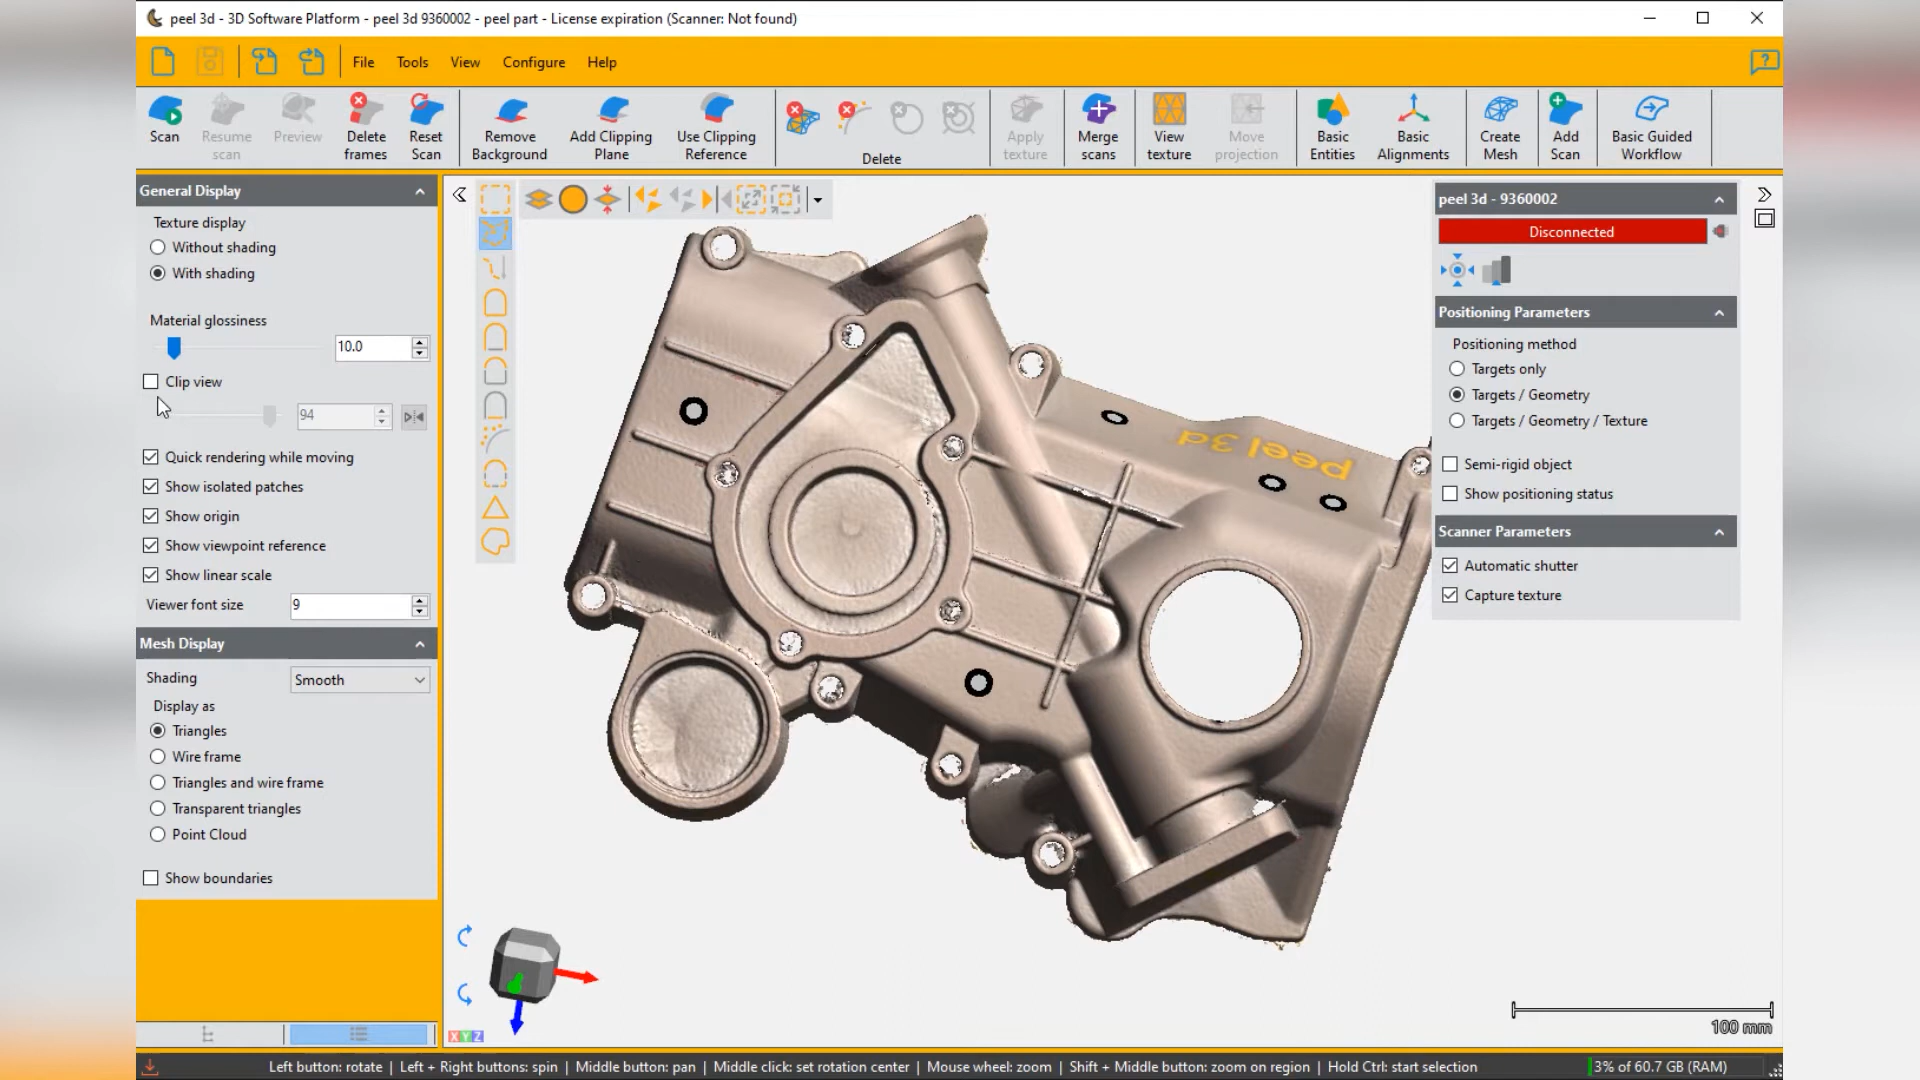 peel 3d - 3D Software Platform - peel 3d 9360002 - peel part - License expiration (Scanner: Not found)
File Tools View Configure Help
Scan
Resume scan
Preview
Delete frames
Reset Scan
Remove Background
Add Clipping Plane
Use Clipping Reference
Delete
Apply texture
Merge scans
View texture
Move projection
Basic Entities
Basic Alignments
Create Mesh
Add Scan
Basic Guided Workflow
General Display
Texture display
Without shading
With shading
Material glossiness
10.0
Clip view
94
Quick rendering while moving
Show isolated patches
Show origin
Show viewpoint reference
Show linear scale
Viewer font size 9
Mesh Display
Shading Smooth
Display as
Triangles
Wire frame
Triangles and wire frame
Transparent triangles
Point Cloud
Show boundaries
peel 3d
XYZ
peel 3d - 9360002
Disconnected
Positioning Parameters
Positioning method
Targets only
Targets / Geometry
Targets / Geometry / Texture
Semi-rigid object
Show positioning status
Scanner Parameters
Automatic shutter
Capture texture
100 mm
Left button: rotate | Left + Right buttons: spin | Middle button: pan | Middle click: set rotation center | Mouse wheel: zoom | Shift + Middle button: zoom on region | Hold Ctrl: start selection
3% of 60.7 GB (RAM)